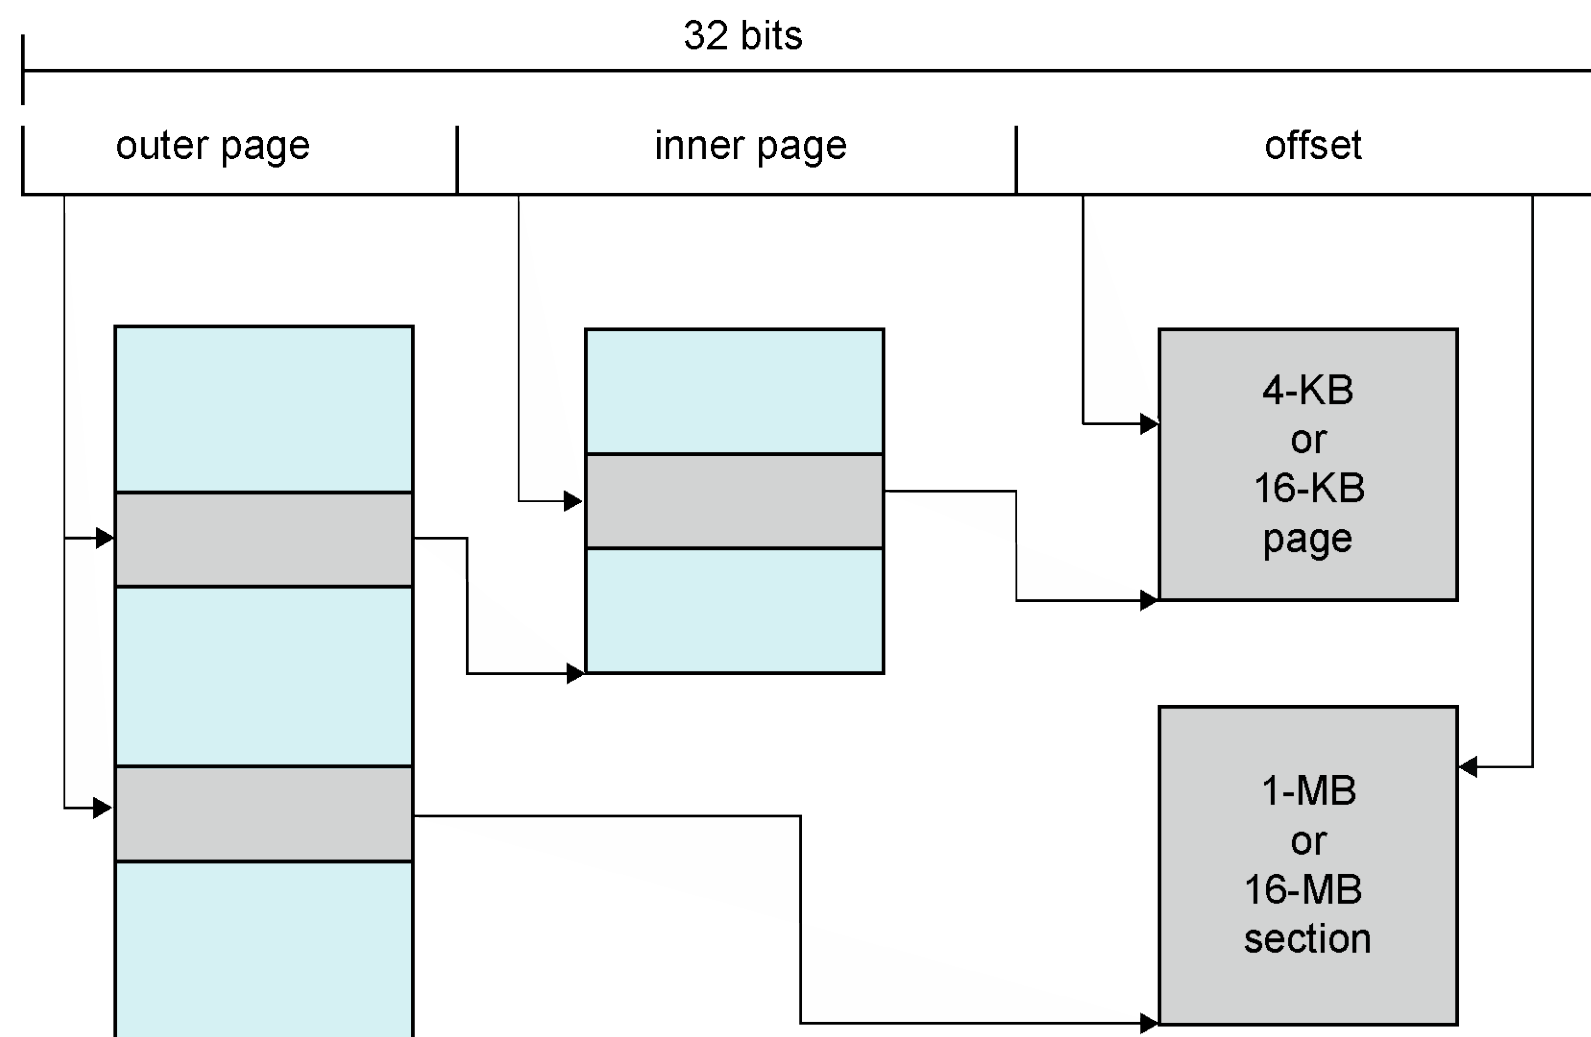 32 bits
outer page
inner page
offset
4-KB
or
16-KB
page
1-MB
or
16-MB
section